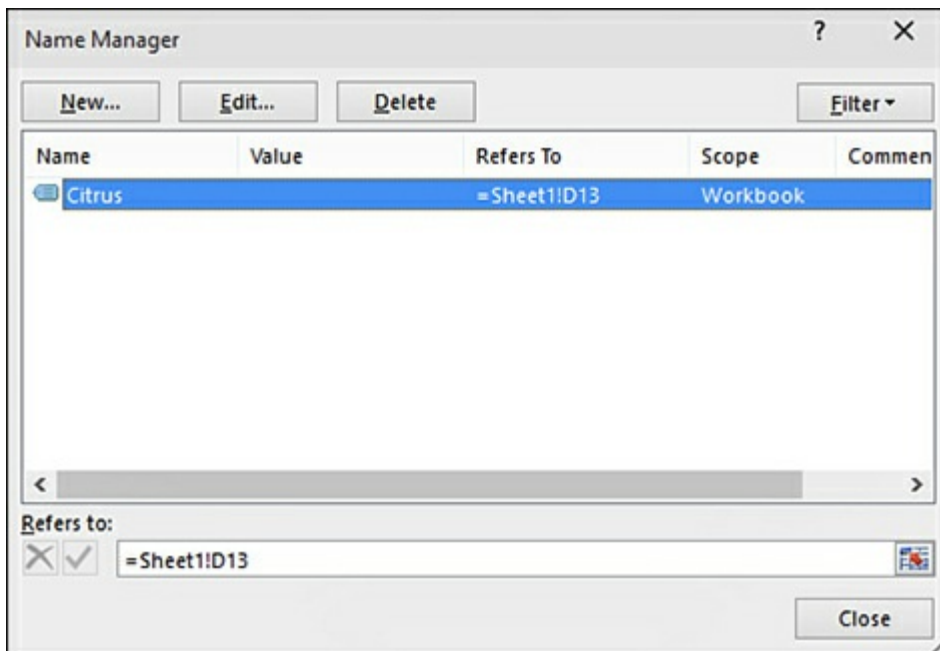 Name Manager ?
New... Edit... Delete Filter
Name Value Refers To Scope Commen
Citrus =Sheet1!D13 Workbook
Refers to:
=Sheet1!D13
Close